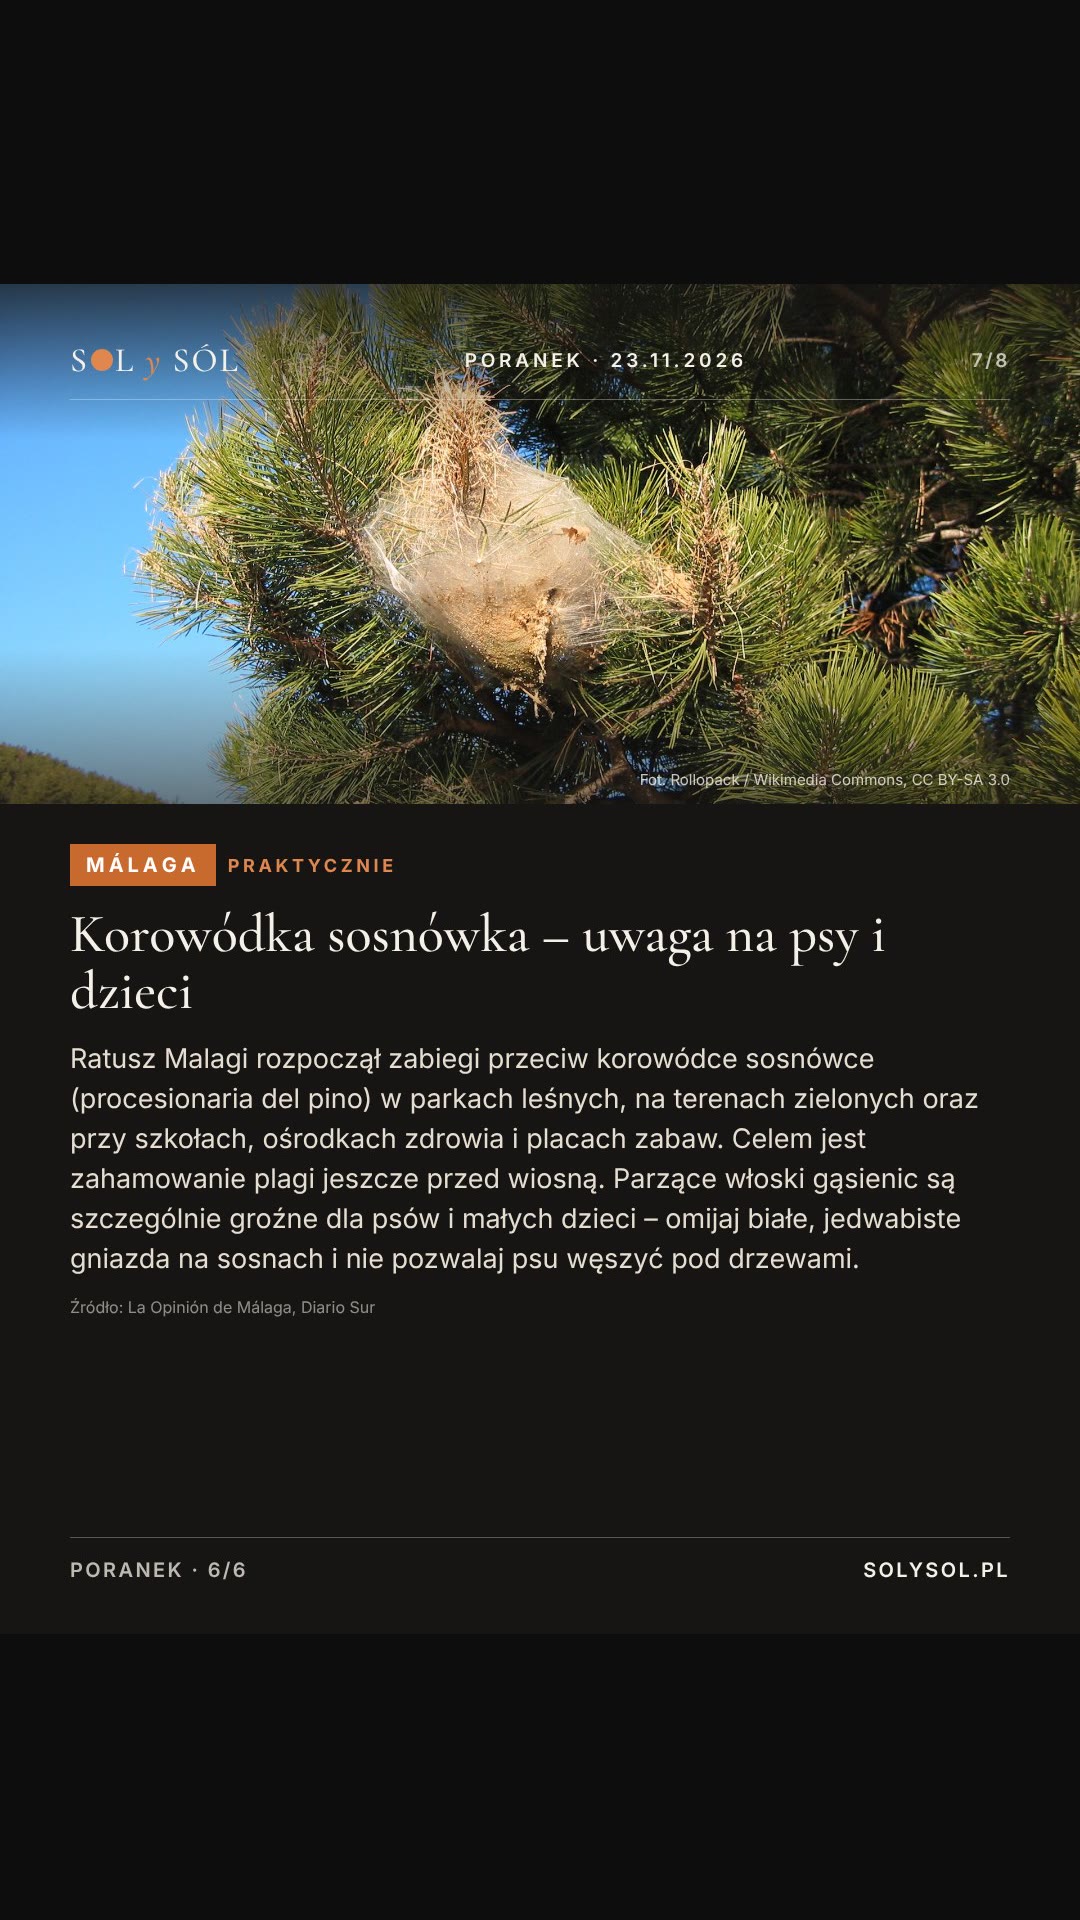 SOL y SÓL
PORANEK · 23.11.2026
7/8
Fot. Rollopack / Wikimedia Commons, CC BY-SA 3.0
MÁLAGA
PRAKTYCZNIE
Korowódka sosnówka – uwaga na psy i
dzieci
Ratusz Malagi rozpoczął zabiegi przeciw korowódce sosnówce
(procesionaria del pino) w parkach leśnych, na terenach zielonych oraz
przy szkołach, ośrodkach zdrowia i placach zabaw. Celem jest
zahamowanie plagi jeszcze przed wiosną. Parzące włoski gąsienic są
szczególnie groźne dla psów i małych dzieci – omijaj białe, jedwabiste
gniazda na sosnach i nie pozwalaj psu węszyć pod drzewami.
Źródło: La Opinión de Málaga, Diario Sur
PORANEK · 6/6
SOLYSOL.PL